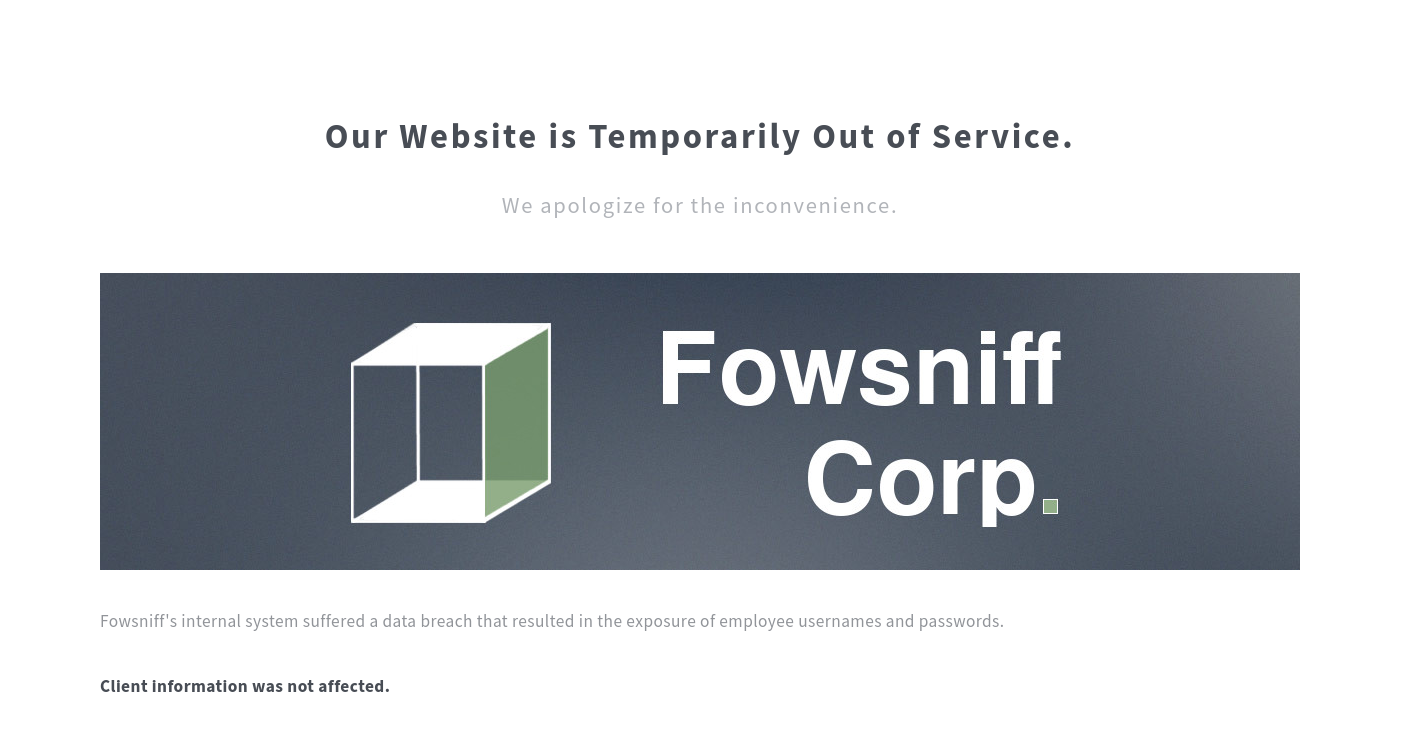 Our Website is Temporarily Out of Service.
We apologize for the inconvenience.
Fowsniff
Corp.
Fowsniff's internal system suffered a data breach that resulted in the exposure of employee usernames and passwords.
Client information was not affected.